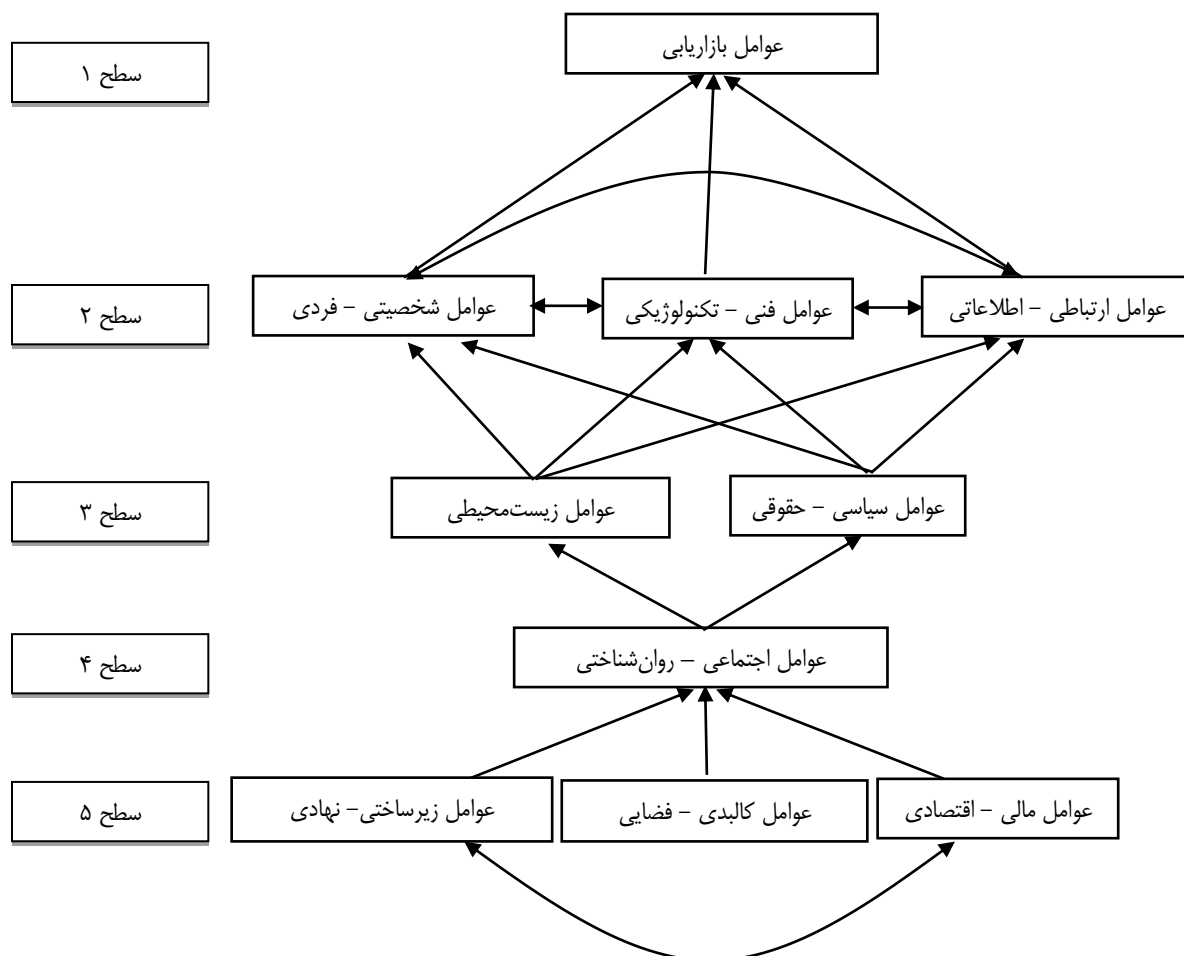 عوامل بازاریابی
سطح ۱
عوامل ارتباطی – اطلاعاتی
عوامل فنی – تکنولوژیکی
عوامل شخصیتی – فردی
سطح ۲
عوامل سیاسی – حقوقی
عوامل زیست‌محیطی
سطح ۳
عوامل اجتماعی – روان‌شناختی
سطح ۴
عوامل مالی – اقتصادی
عوامل کالبدی – فضایی
عوامل زیرساختی– نهادی
سطح ۵